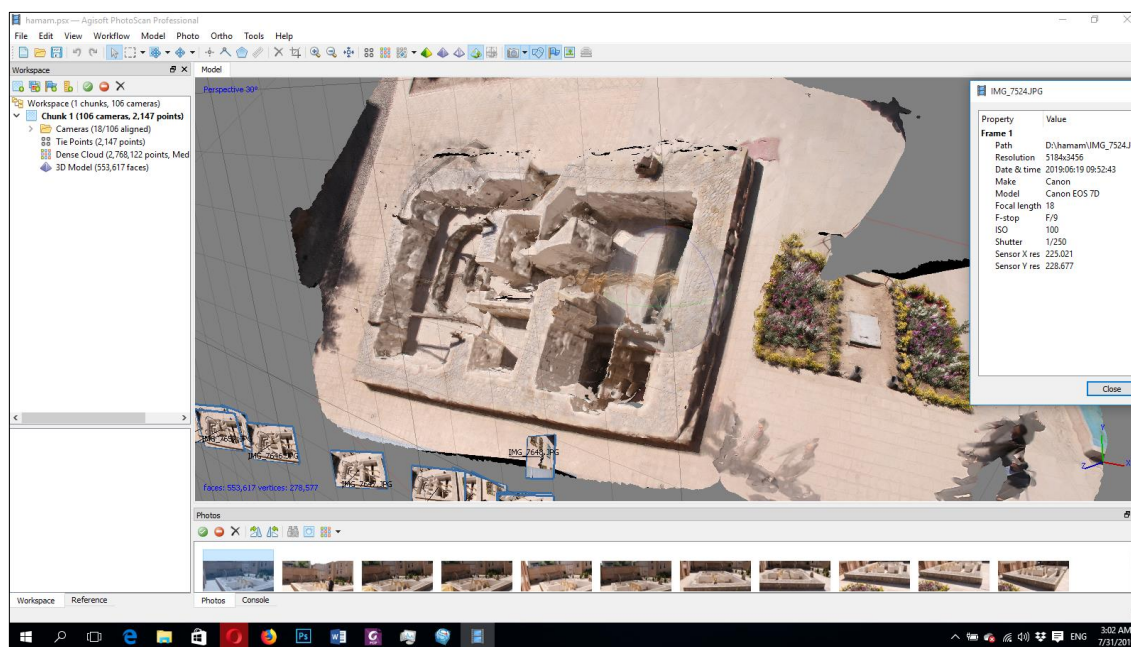 hamam.psx — Agisoft PhotoScan Professional
File Edit View Workflow Model Photo Ortho Tools Help
Workspace
Model
Workspace (1 chunks, 106 cameras)
Chunk 1 (106 cameras, 2,147 points)
Cameras (18/106 aligned)
Tie Points (2,147 points)
Dense Cloud (2,768,122 points, Med
3D Model (553,617 faces)
Perspective 30°
IMG_7524.JPG
Property Value
Frame 1
Path D:\hamam\IMG_7524.J
Resolution 5184x3456
Date & time 2019:06:19 09:52:43
Make Canon
Model Canon EOS 7D
Focal length 18
F-stop F/9
ISO 100
Shutter 1/250
Sensor X res 225.021
Sensor Y res 228.677
Close
IMG_7648.JPG
faces: 553,617 vertices: 278,577
Y
X
Z
Photos
Workspace Reference
Photos Console
ENG
3:02 AM
7/31/201